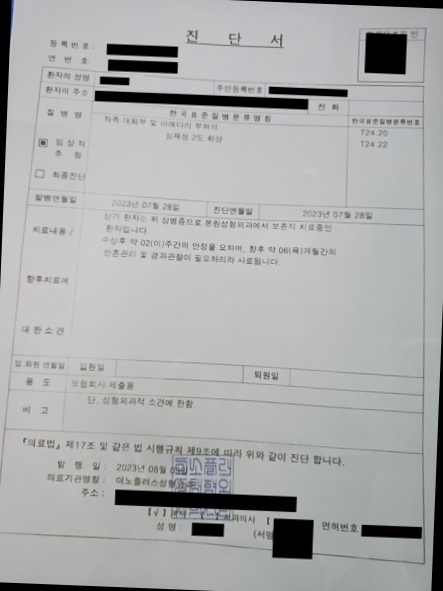 진 단 서
등록번호 :
연 번호 :
환자의 성명
주민등록번호
환자의 주소
전 화
질 병 명
한국표준질병분류명칭
한국표준질병분류번호
좌측 대퇴부 및 아래다리 부위의
심재성 2도 화상
T24.20
T24.22
임 상 적
추 정
최종진단
발병연월일
2023년 07월 28일
진단연월일
2023년 07월 28일
치료내용 /
향후치료에
대 한 소 견
상기 환자는 위 상병증으로 본원성형외과에서 보존적 치료중인
환자입니다
수상후 약 02(이)주간의 안정을 요하며, 향후 약 06(육)개월간의
반흔관리 및 경과관찰이 필요하리라 사료됩니다.
입·퇴원 연월일
입원일
퇴원일
용 도
보험회사 제출용
비 고
단, 성형외과적 소견에 한함.
『의료법』 제17조 및 같은 법 시행규칙 제9조에 따라 위와 같이 진단 합니다.
발 행 일 : 2023년 08월
의료기관명칭 : 이노플러스성형
주소 :
[√]
치과의사 [
성 명 :
(서명
면허번호